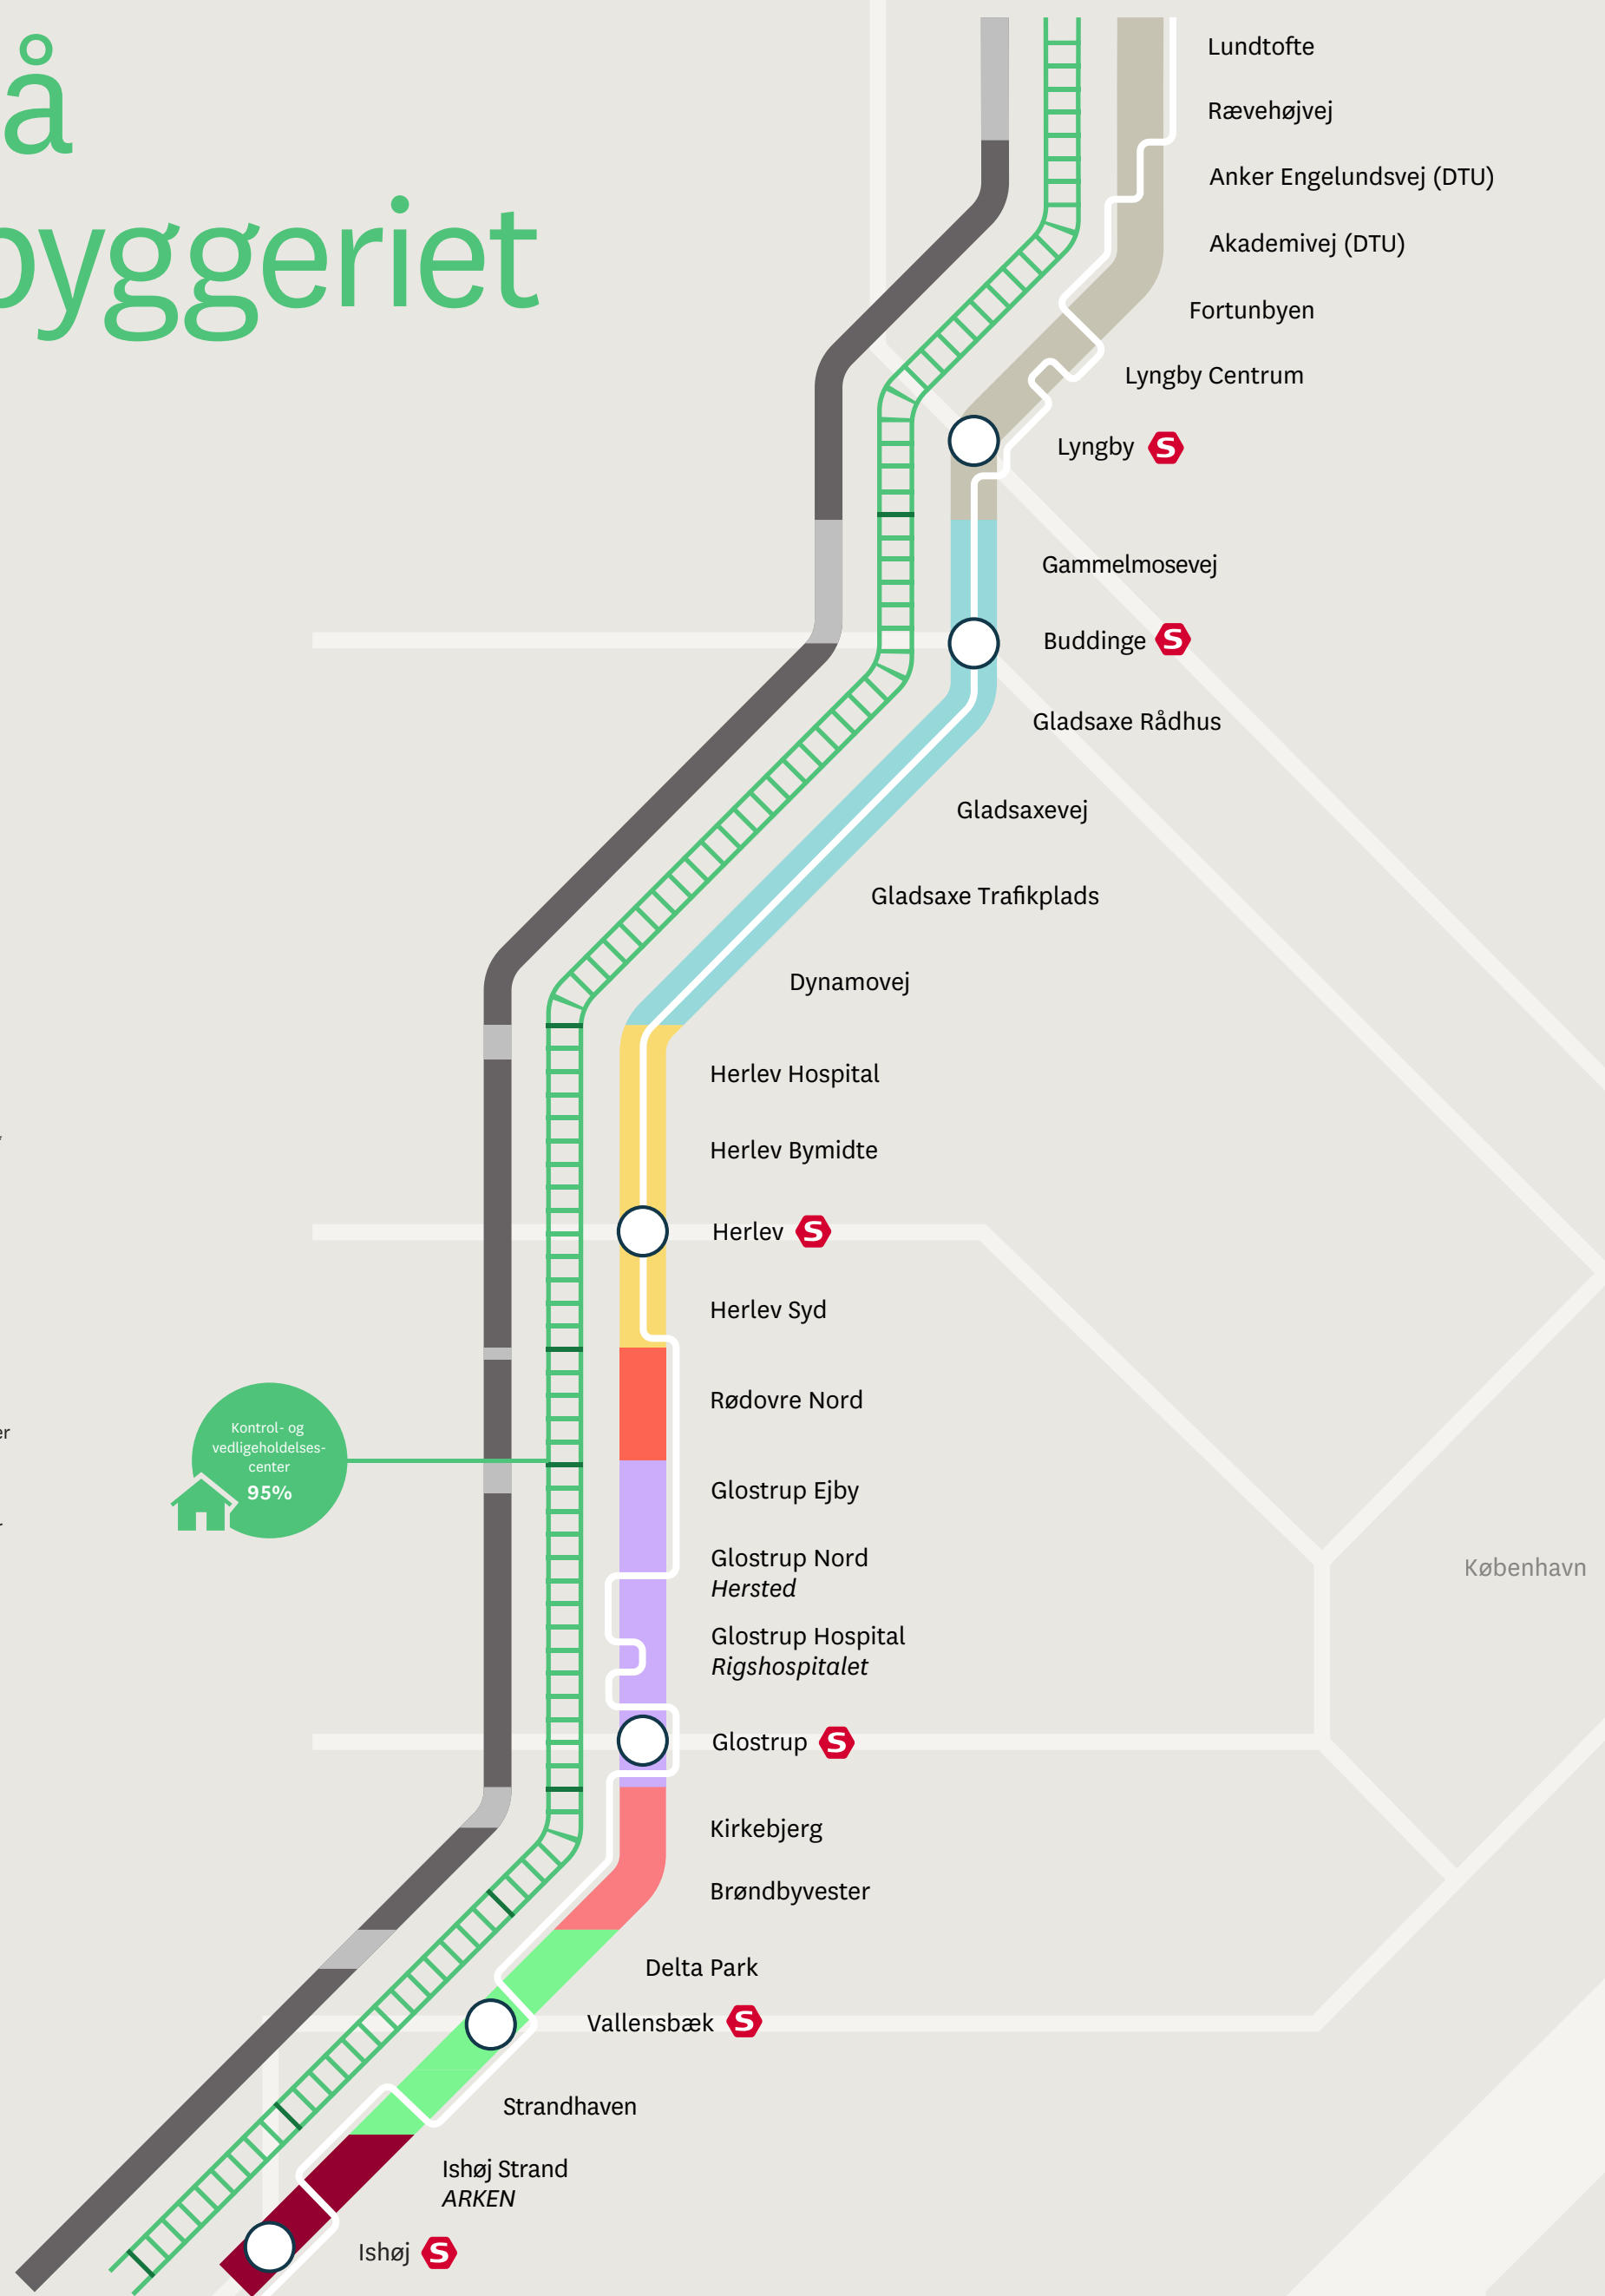 å
byggeriet
Lundtofte
Rævehøjvej
Anker Engelundsvej (DTU)
Akademivej (DTU)
Fortunbyen
Lyngby Centrum
Lyngby S
Gammelmosevej
Buddinge S
Gladsaxe Rådhus
Gladsaxevej
Gladsaxe Trafikplads
Dynamovej
Herlev Hospital
Herlev Bymidte
Herlev S
Herlev Syd
Rødovre Nord
Kontrol- og
vedligeholdelses-
center
95%
Glostrup Ejby
Glostrup Nord
Hersted
København
Glostrup Hospital
Rigshospitalet
Glostrup S
Kirkebjerg
Brøndbyvester
Delta Park
Vallensbæk S
Strandhaven
Ishøj Strand
ARKEN
Ishøj S